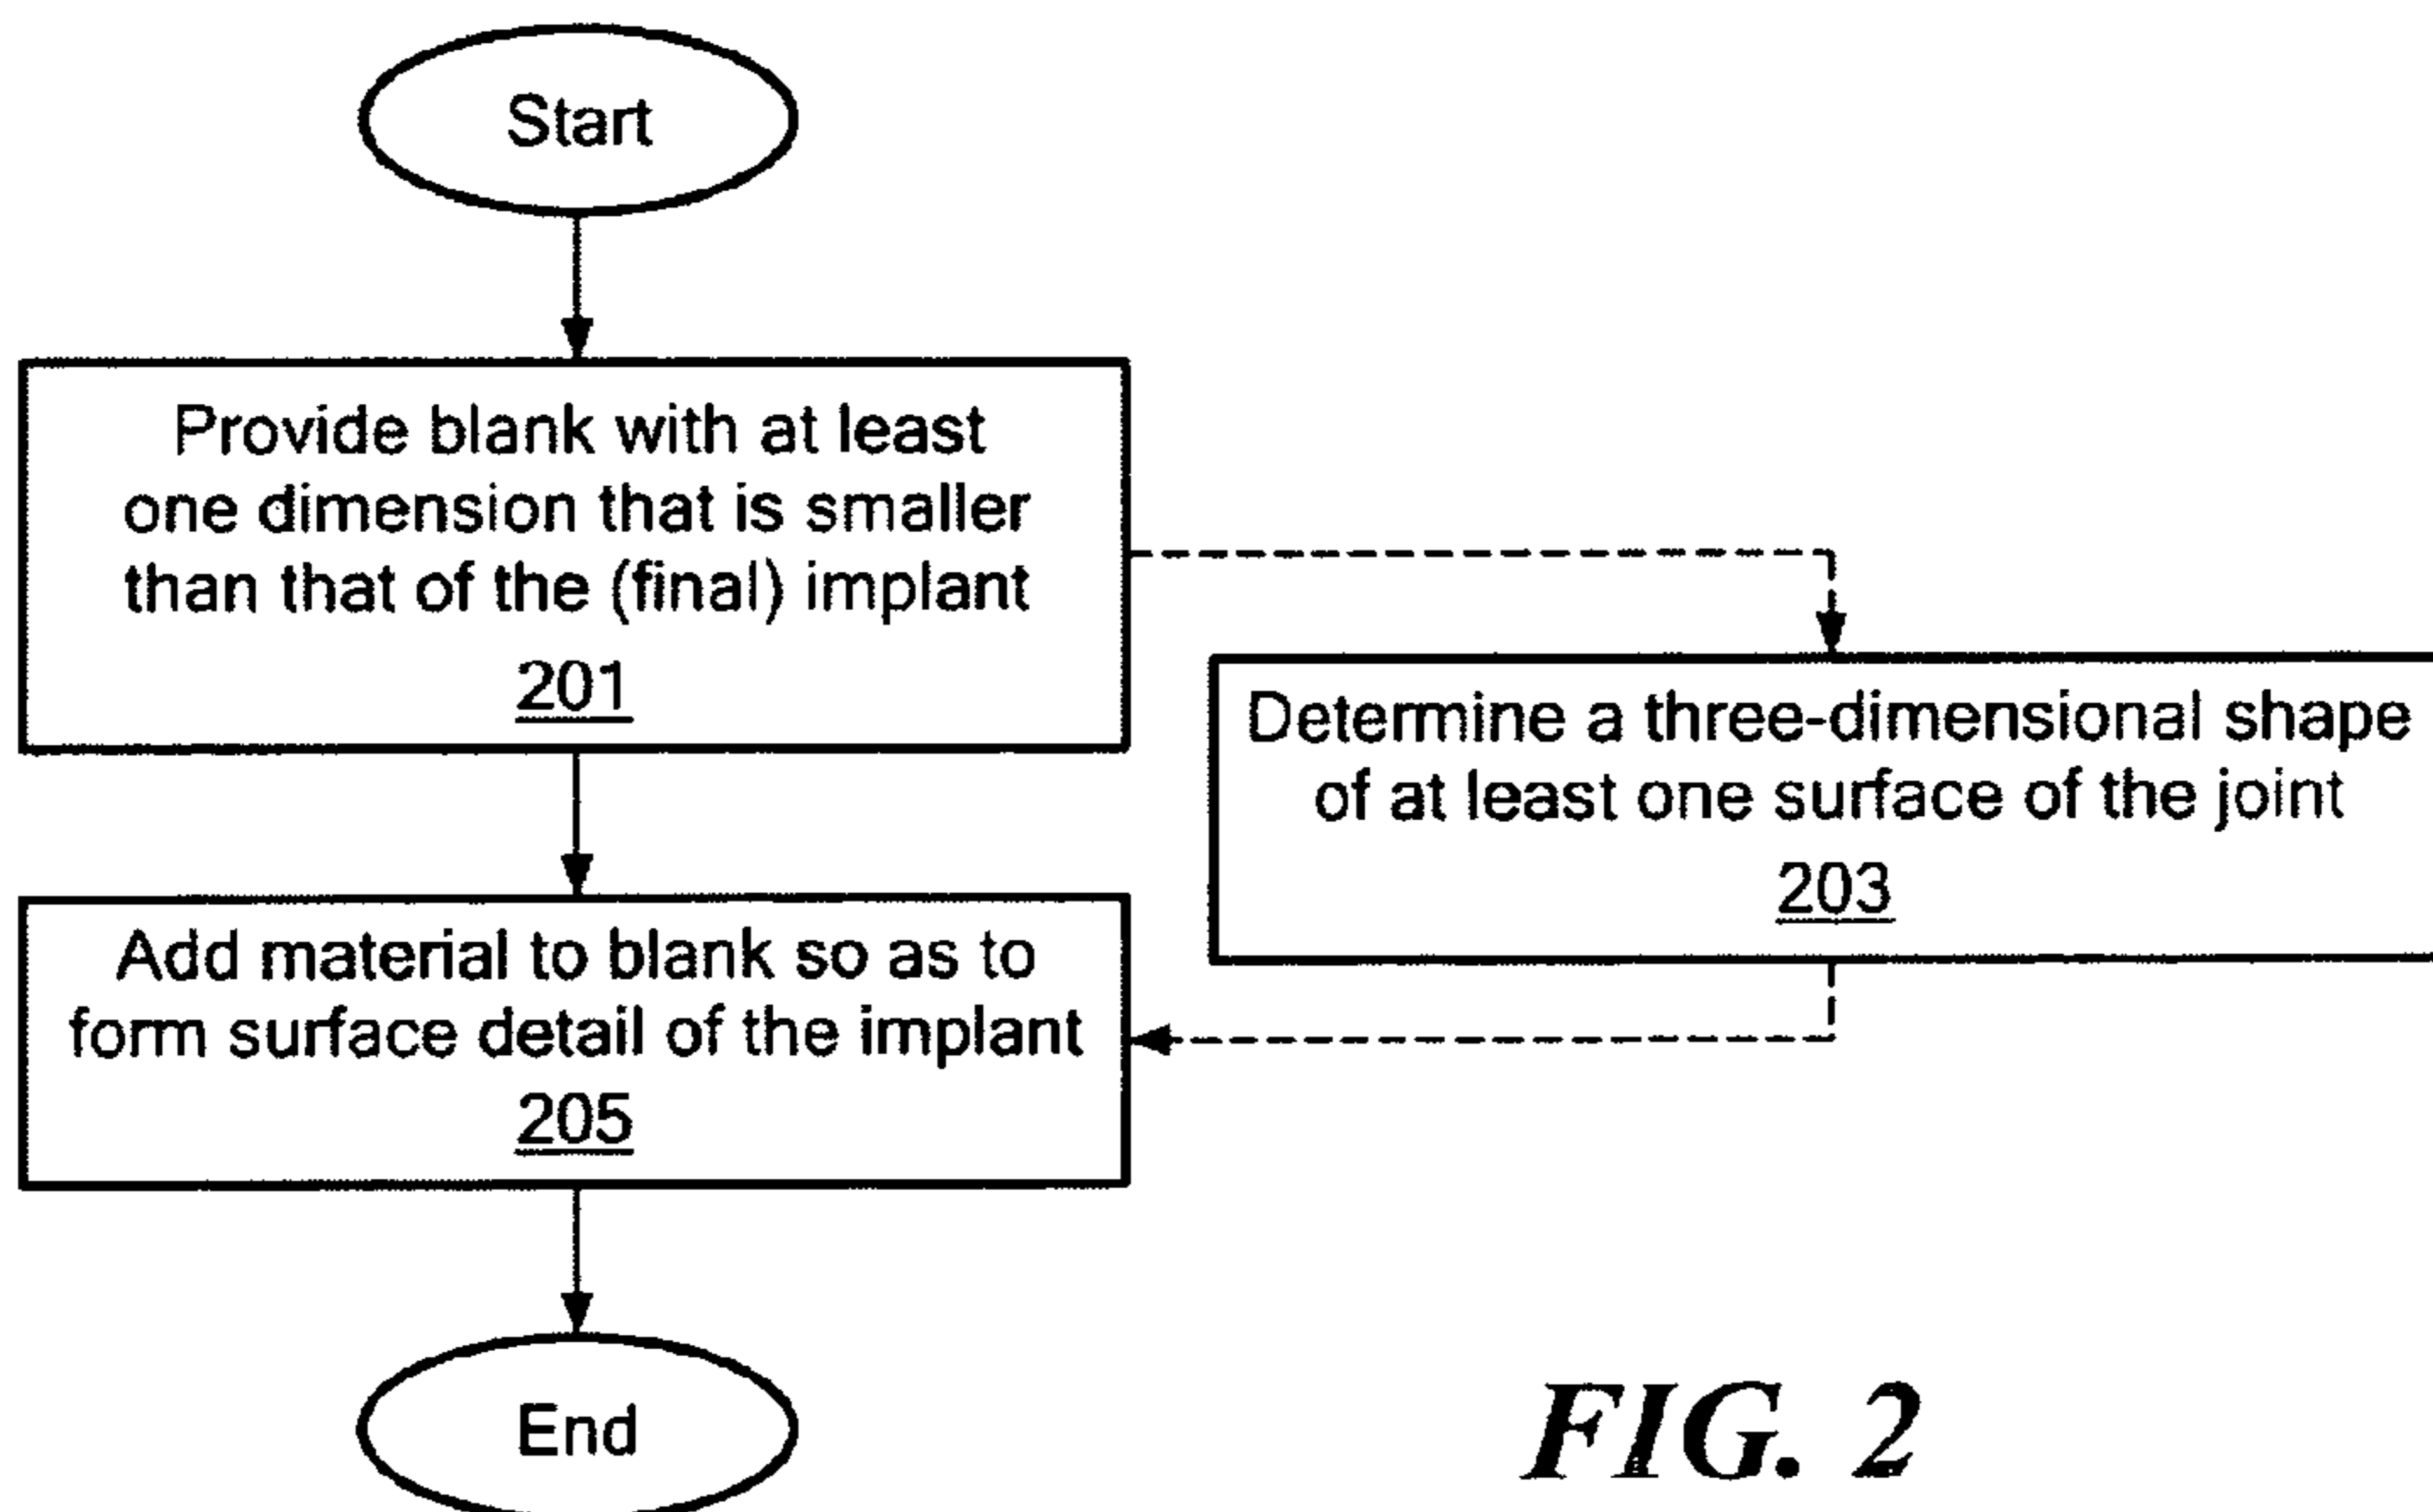 Start
Provide blank with at least
one dimension that is smaller
than that of the (final) implant
201
Determine a three-dimensional shape
of at least one surface of the joint
203
Add material to blank so as to
form surface detail of the implant
205
End
FIG. 2